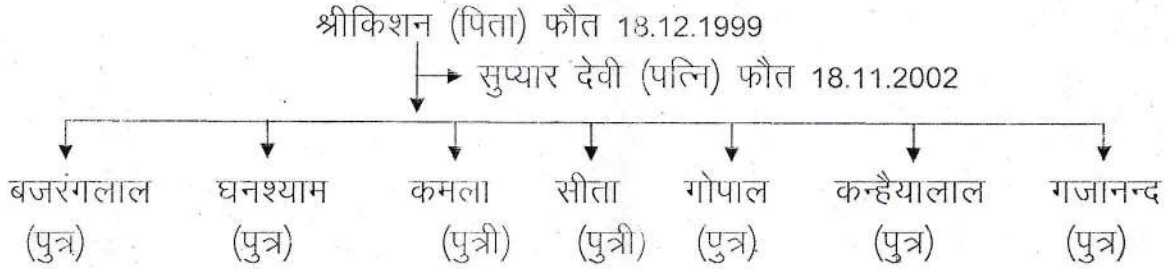 श्रीकिशन (पिता) फौत 18.12.1999
सुप्यार देवी (पत्नि) फौत 18.11.2002
बजरंगलाल घनश्याम कमला सीता गोपाल कन्हैयालाल गजानन्द
(पुत्र) (पुत्र) (पुत्री) (पुत्री) (पुत्र) (पुत्र) (पुत्र)